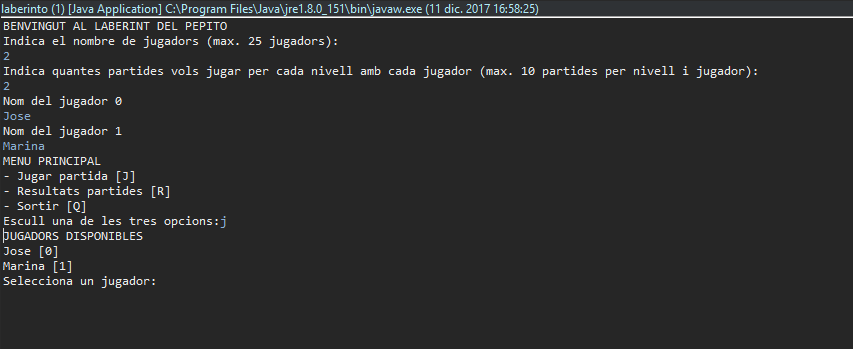 laberinto (1) [Java Application] C:\Program Files\Java\jre1.8.0_151\bin\javaw.exe (11 dic. 2017 16:58:25)
BENVINGUT AL LABERINT DEL PEPITO
Indica el nombre de jugadors (max. 25 jugadors):
2
Indica quantes partides vols jugar per cada nivell amb cada jugador (max. 10 partides per nivell i jugador):
2
Nom del jugador 0
Jose
Nom del jugador 1
Marina
MENU PRINCIPAL
- Jugar partida [J]
- Resultats partides [R]
- Sortir [Q]
Escull una de les tres opcions:j
JUGADORS DISPONIBLES
Jose [0]
Marina [1]
Selecciona un jugador: